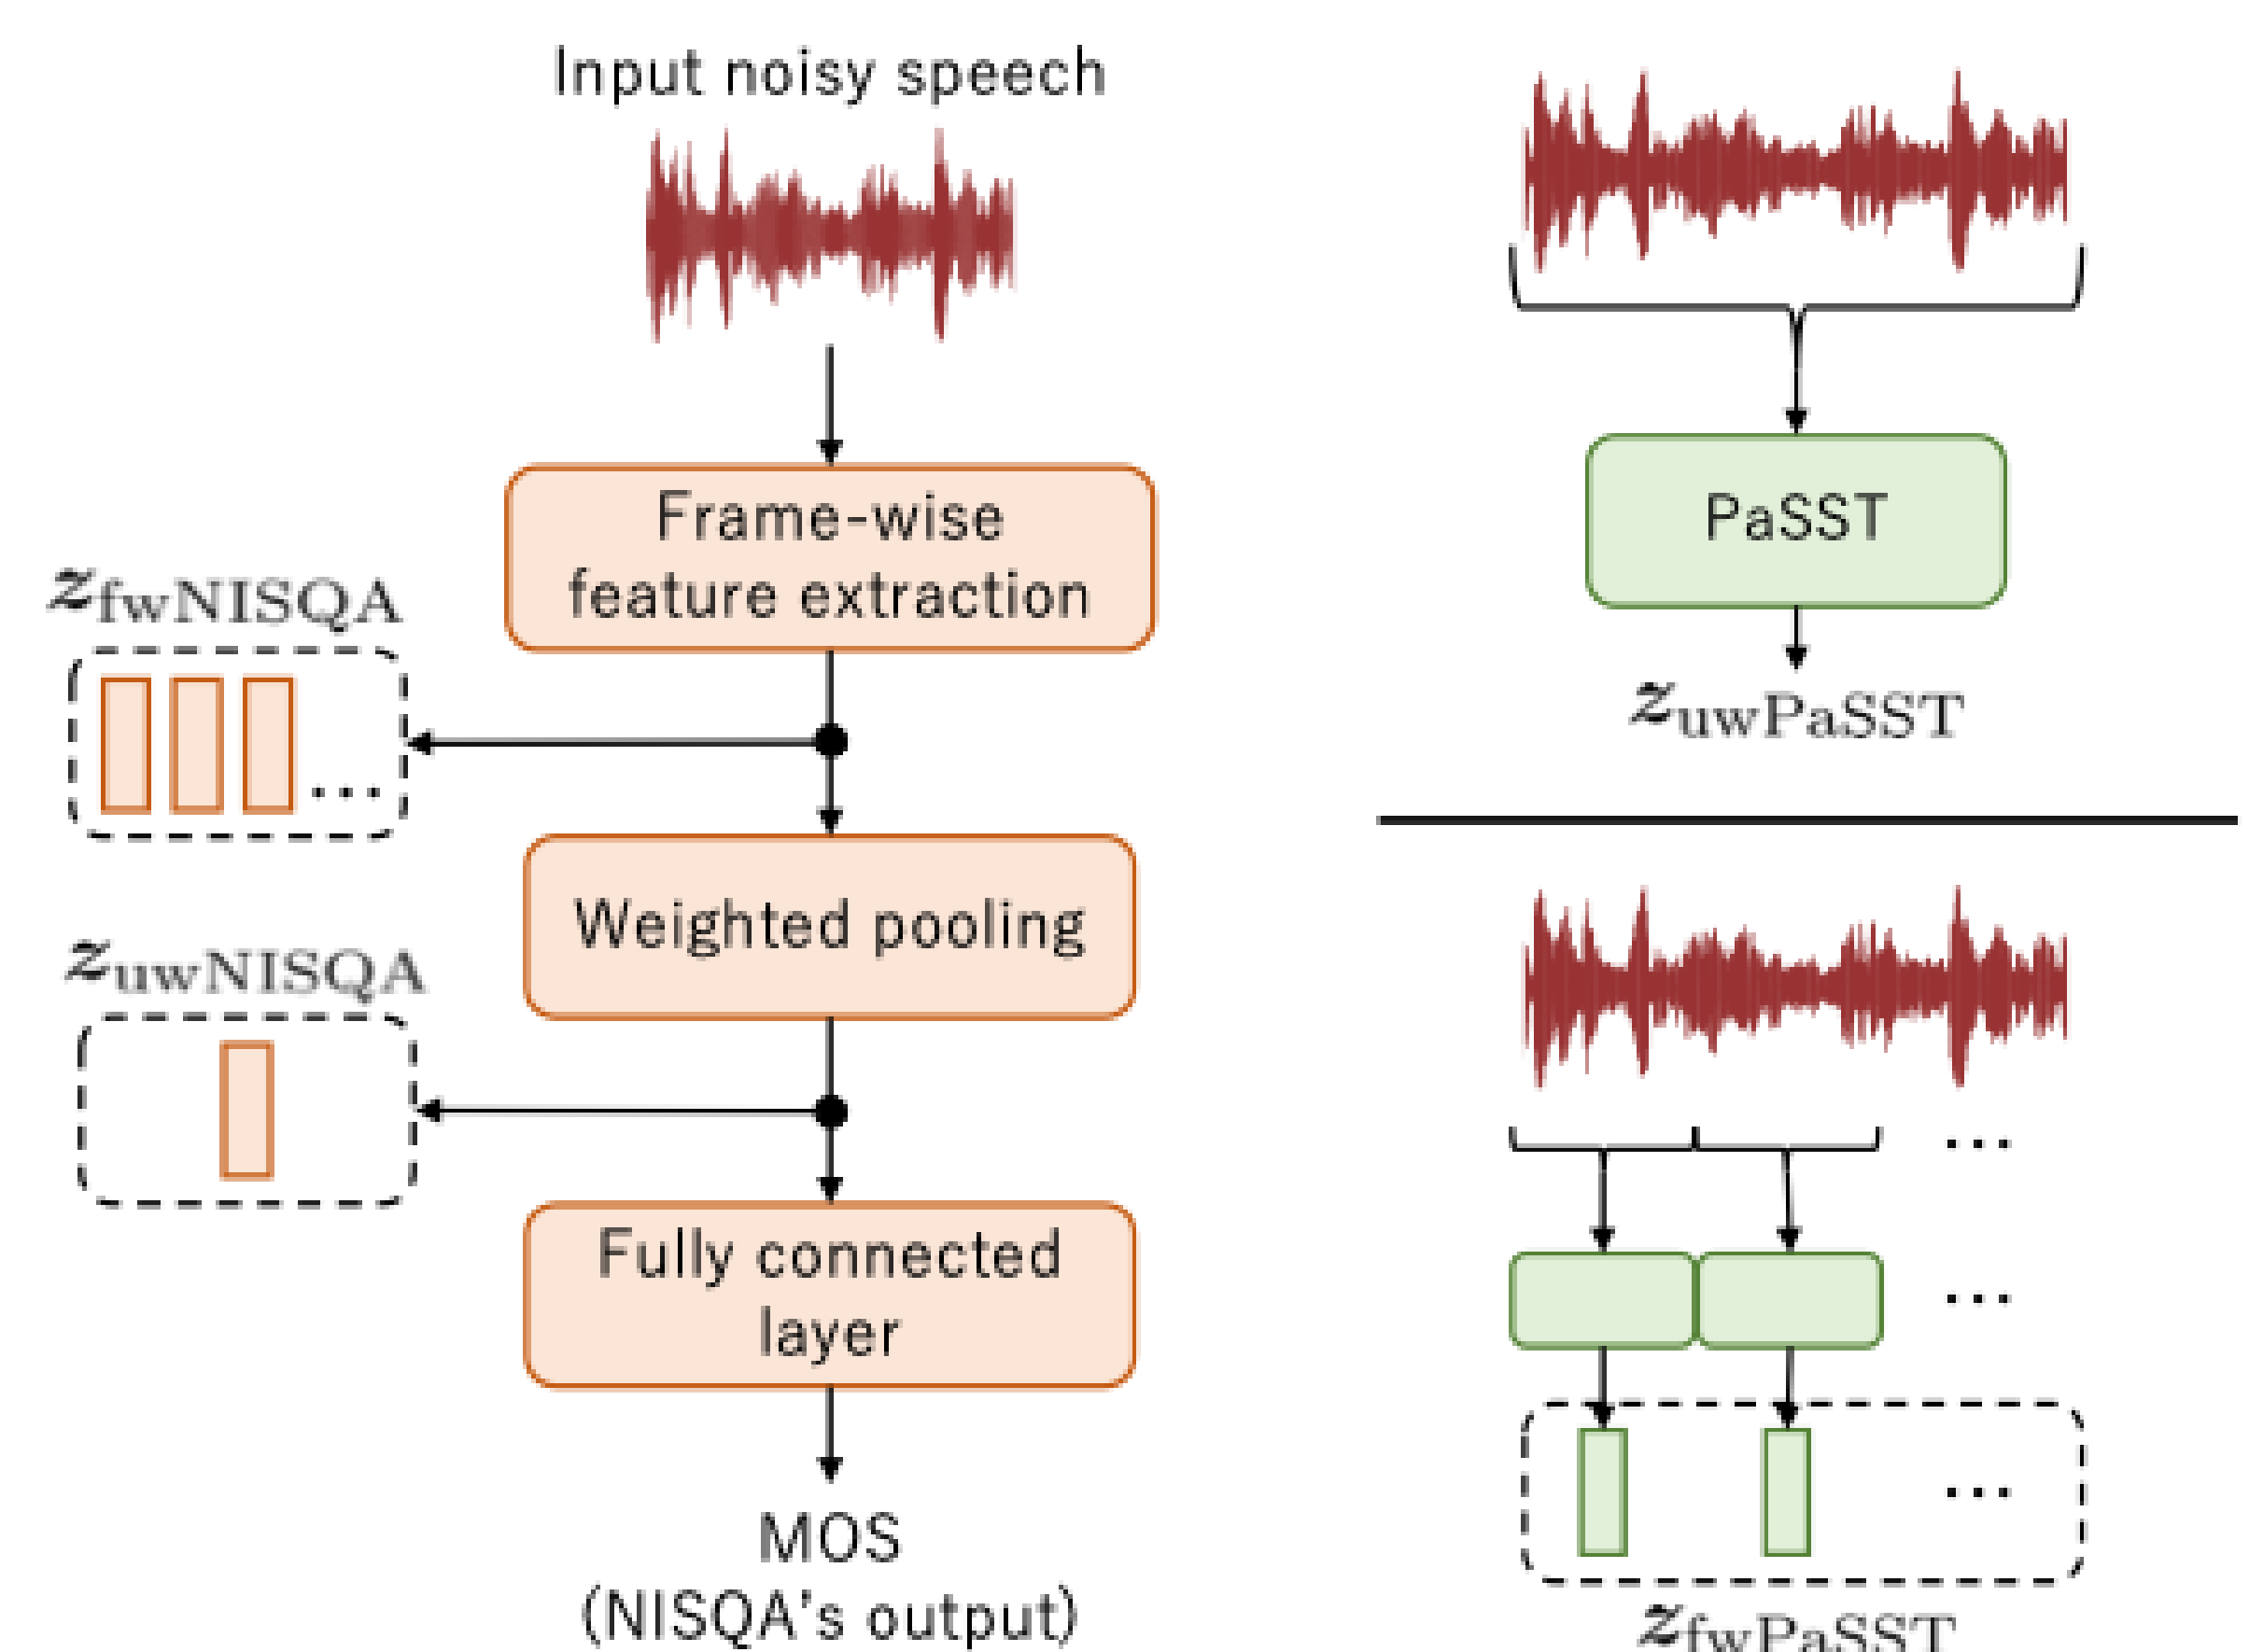 Input noisy speech
Frame-wise
feature extraction
z_fwNISQA
...
Weighted pooling
z_uwNISQA
Fully connected
layer
MOS
(NISQA's output)
PaSST
z_uwPaSST
...
...
...
z_fwPaSST